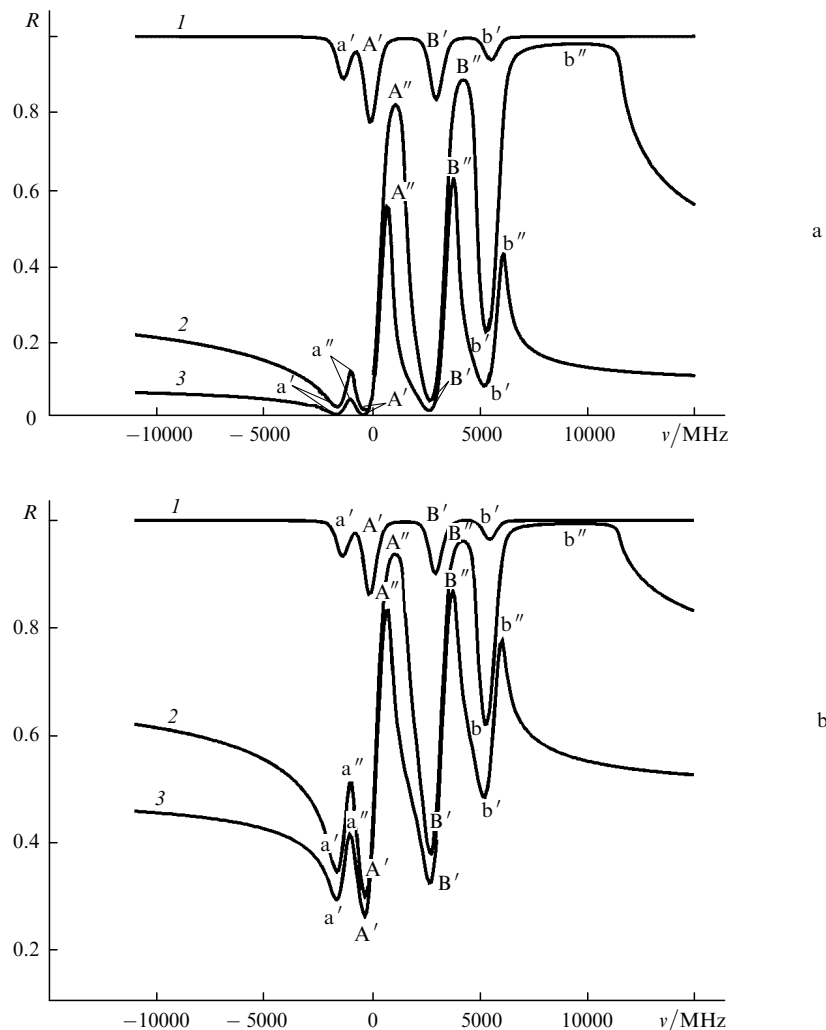 R
1
a′ A′ B′ b′
A″ B″ b″
0.8
A″ B″
0.6
a
b″
0.4
2
0.2
a″ b′
3
a′ A′ B′ b′
0
−10000 −5000 0 5000 10000 ν/MHz
R
1
a′ A′ B′ b′
A″ B″ b″
A″ B″
0.8
b″
2
b
0.6
b
a″
3
a″
0.4
a′ A′ B′
b′
a′ A′ B′
0.2
−10000 −5000 0 5000 10000 ν/MHz